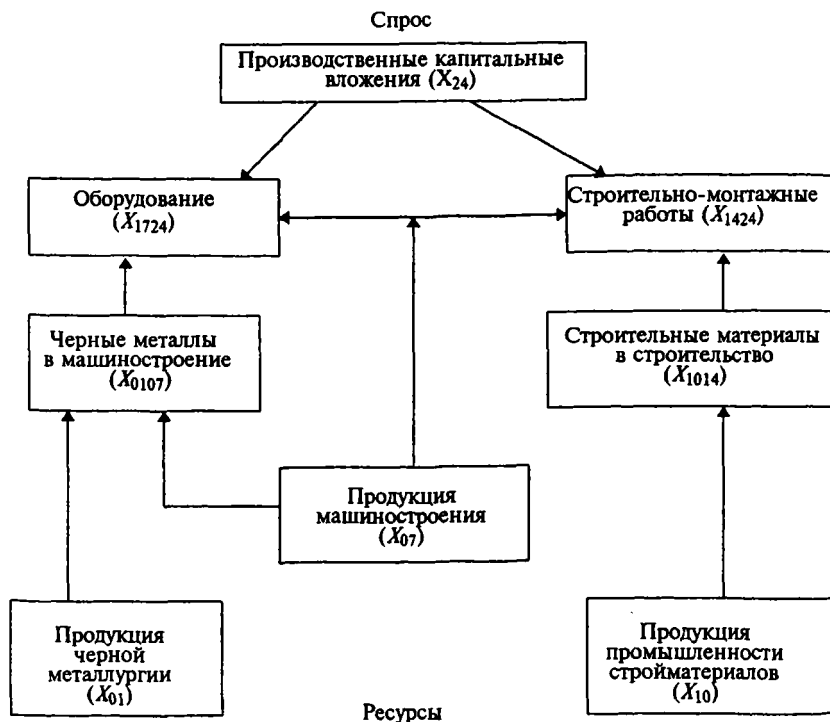 Спрос
Производственные капитальные
вложения (X24)
Оборудование
(X1724)
Строительно-монтажные
работы (X1424)
Черные металлы
в машиностроение
(X0107)
Строительные материалы
в строительство
(X1014)
Продукция
машиностроения
(X07)
Продукция
черной
металлургии
(X01)
Продукция
промышленности
стройматериалов
(X10)
Ресурсы